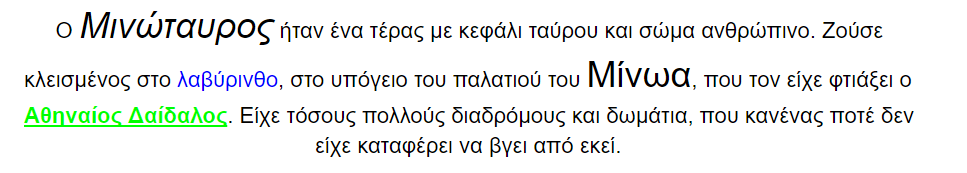 Ο Μινώταυρος ήταν ένα τέρας με κεφάλι ταύρου και σώμα ανθρώπινο. Ζούσε
κλεισμένος στο λαβύρινθο, στο υπόγειο του παλατιού του Μίνωα, που τον είχε φτιάξει ο
Αθηναίος Δαίδαλος. Είχε τόσους πολλούς διαδρόμους και δωμάτια, που κανένας ποτέ δεν
είχε καταφέρει να βγει από εκεί.